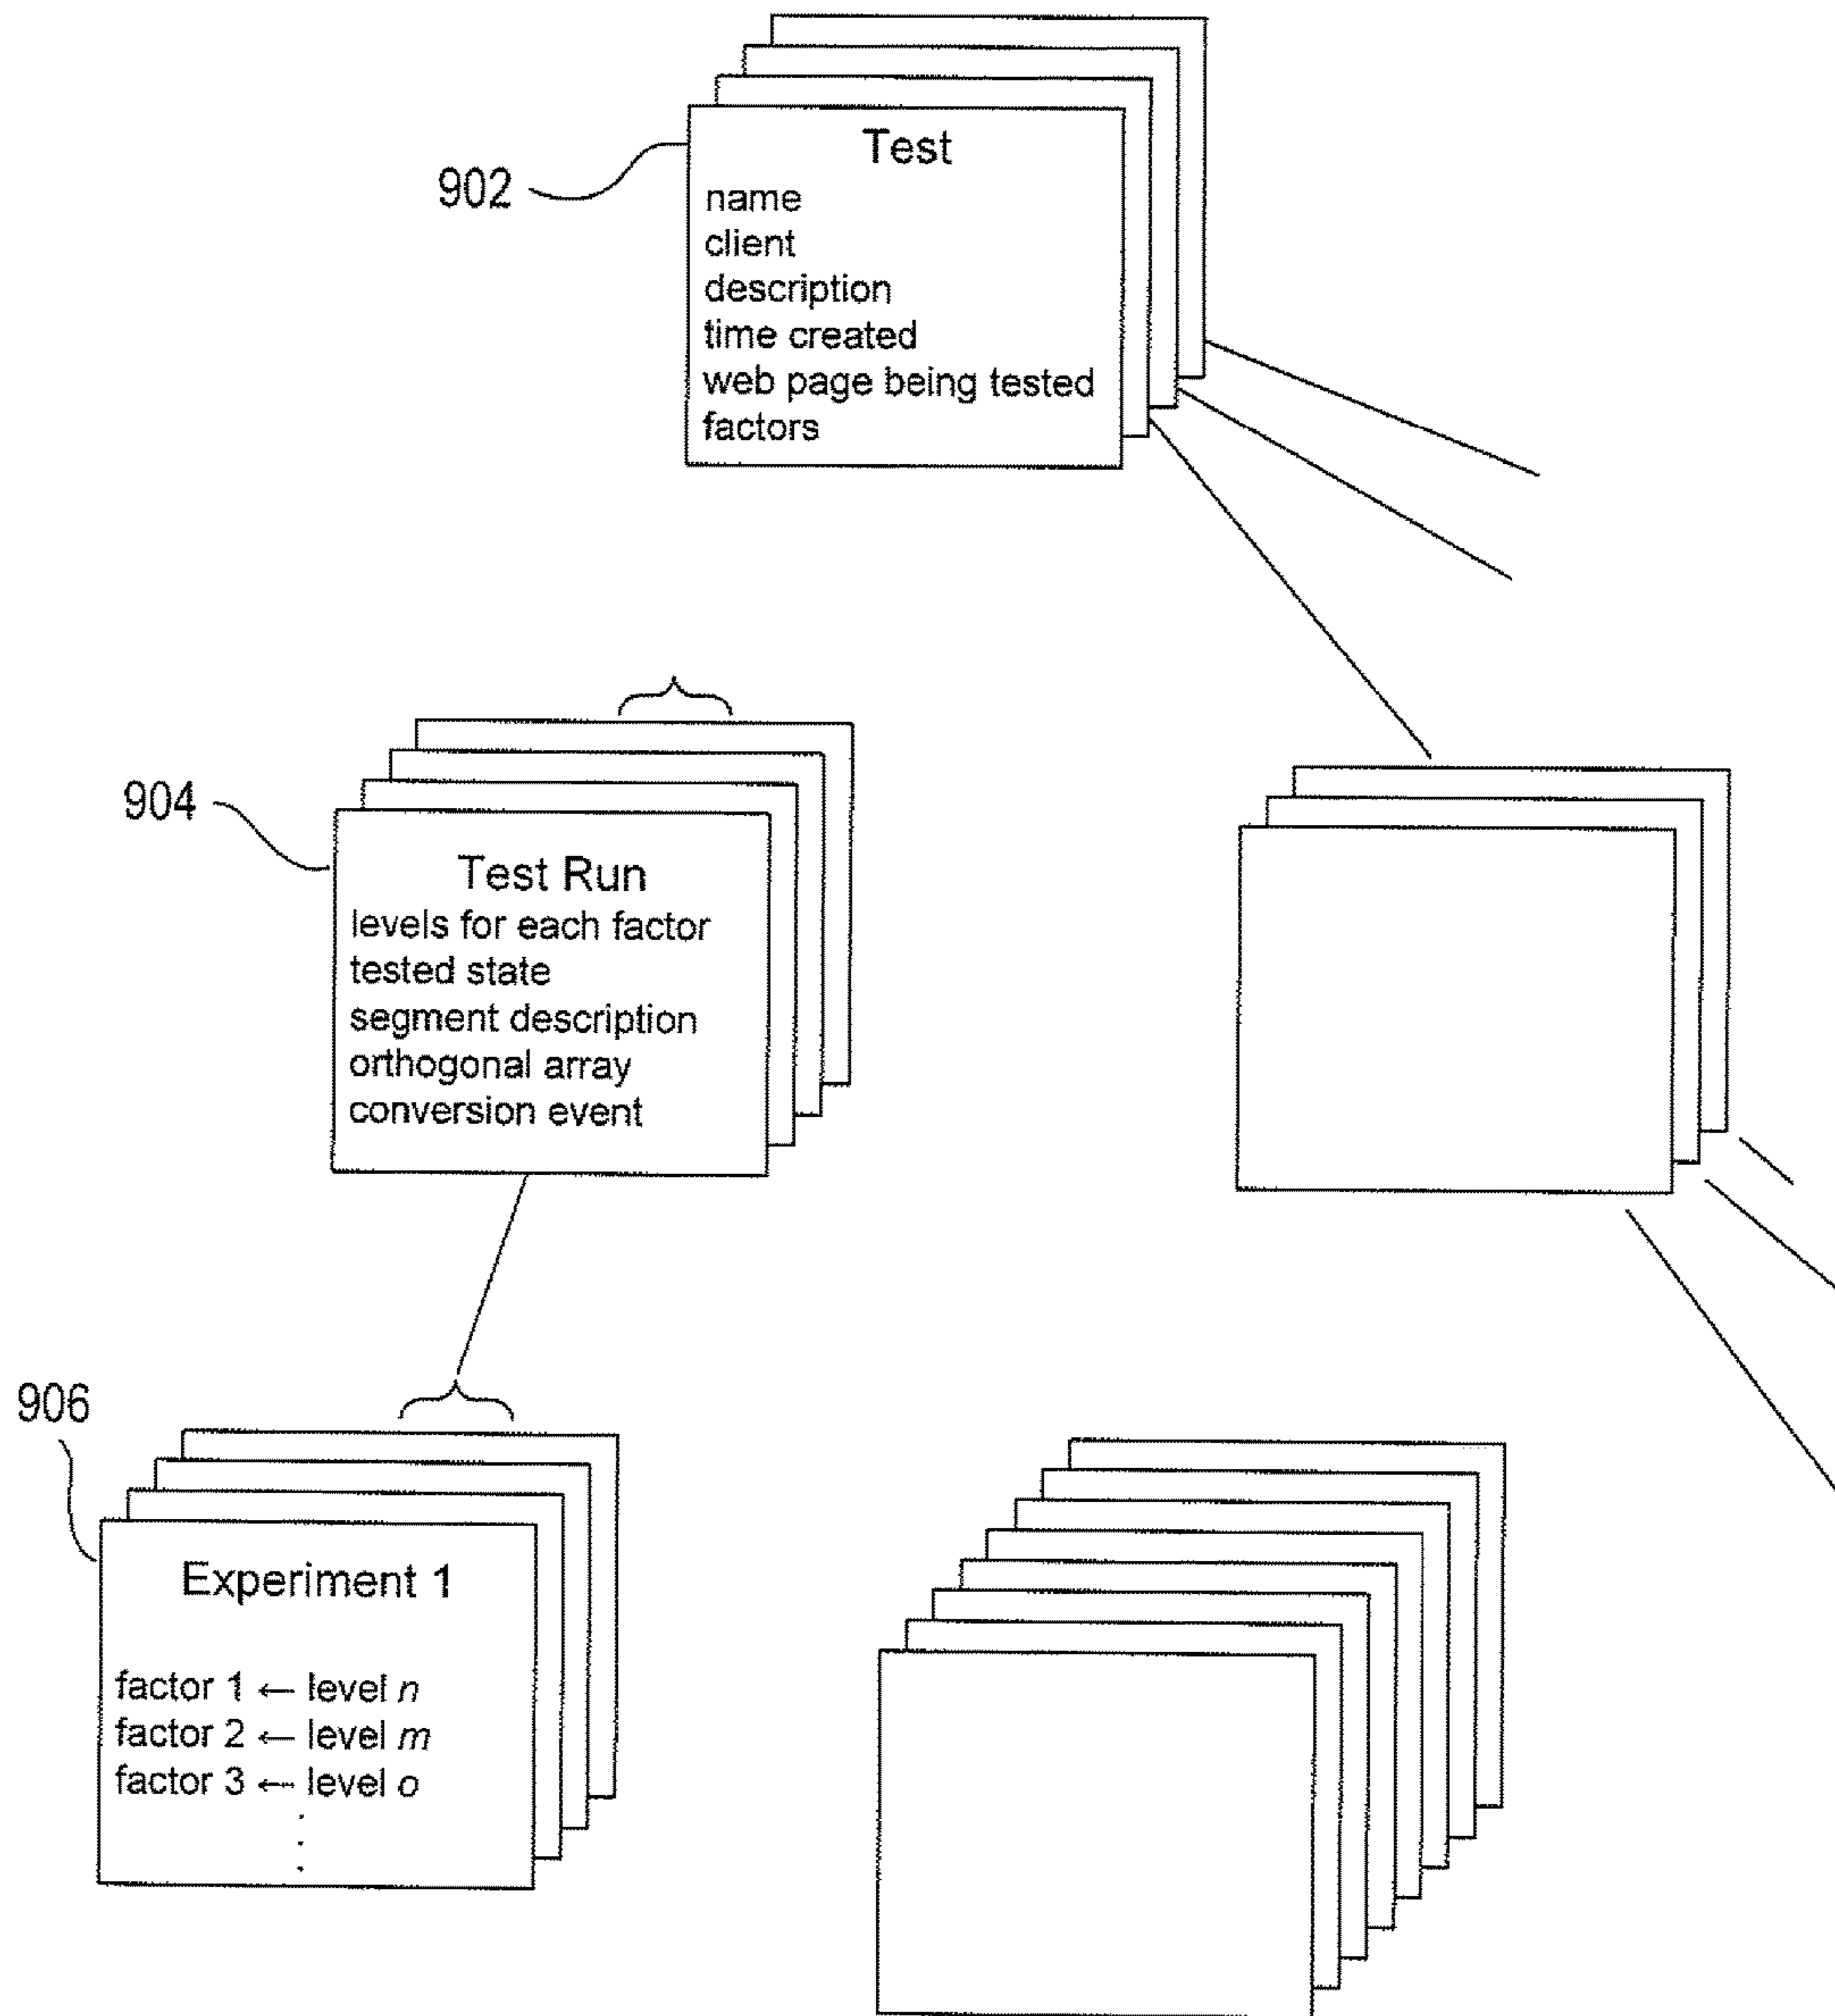 902
Test
name
client
description
time created
web page being tested
factors
904
Test Run
levels for each factor
tested state
segment description
orthogonal array
conversion event
906
Experiment 1
factor 1 ← level n
factor 2 ← level m
factor 3 ← level o